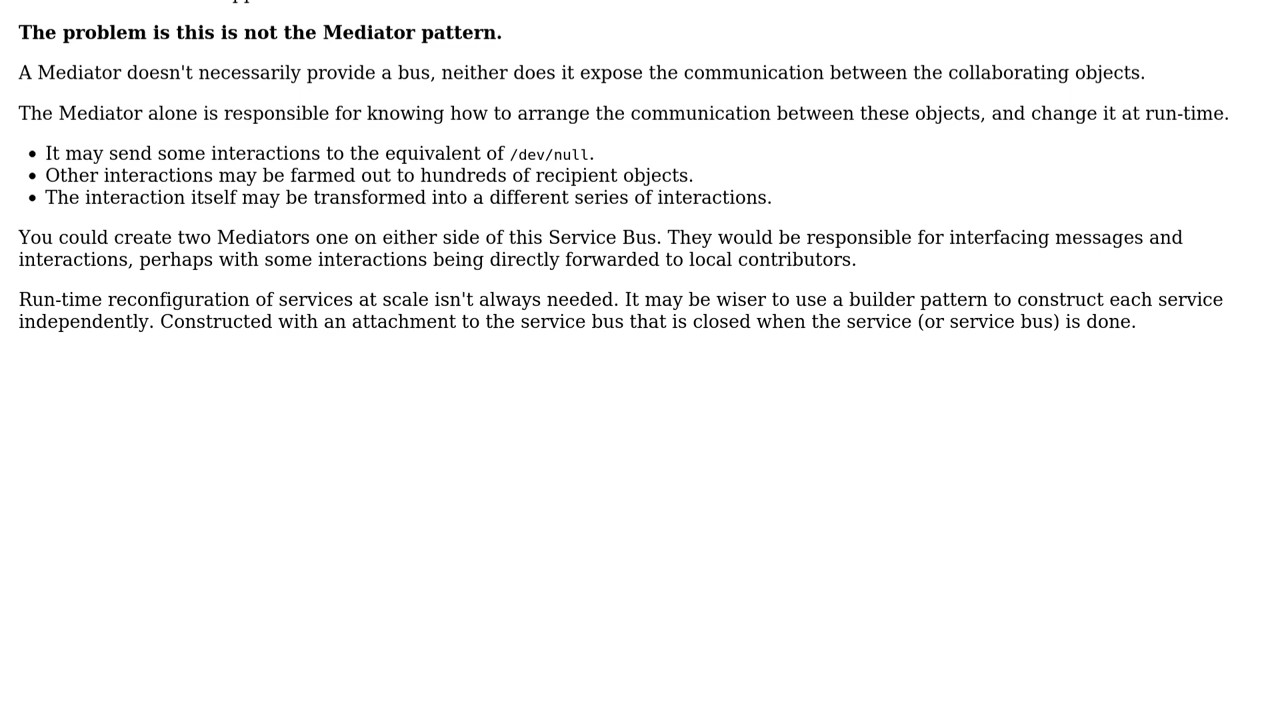 The problem is this is not the Mediator pattern.
A Mediator doesn't necessarily provide a bus, neither does it expose the communication between the collaborating objects.
The Mediator alone is responsible for knowing how to arrange the communication between these objects, and change it at run-time.
• It may send some interactions to the equivalent of /dev/null.
• Other interactions may be farmed out to hundreds of recipient objects.
• The interaction itself may be transformed into a different series of interactions.
You could create two Mediators one on either side of this Service Bus. They would be responsible for interfacing messages and
interactions, perhaps with some interactions being directly forwarded to local contributors.
Run-time reconfiguration of services at scale isn't always needed. It may be wiser to use a builder pattern to construct each service
independently. Constructed with an attachment to the service bus that is closed when the service (or service bus) is done.